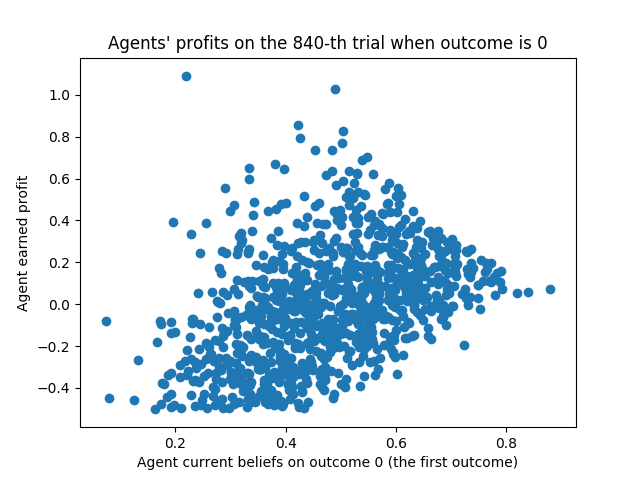 Agents' profits on the 840-th trial when outcome is 0
1.0
0.8
0.6
0.4
0.2
0.0
−0.2
−0.4
Agent earned profit
0.2 0.4 0.6 0.8
Agent current beliefs on outcome 0 (the first outcome)